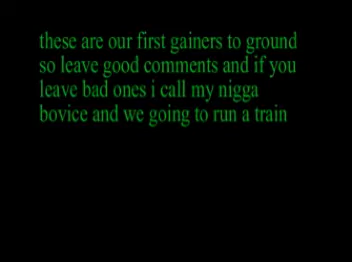 these are our first gainers to ground
so leave good comments and if you
leave bad ones i call my nigga
bovice and we going to run a train